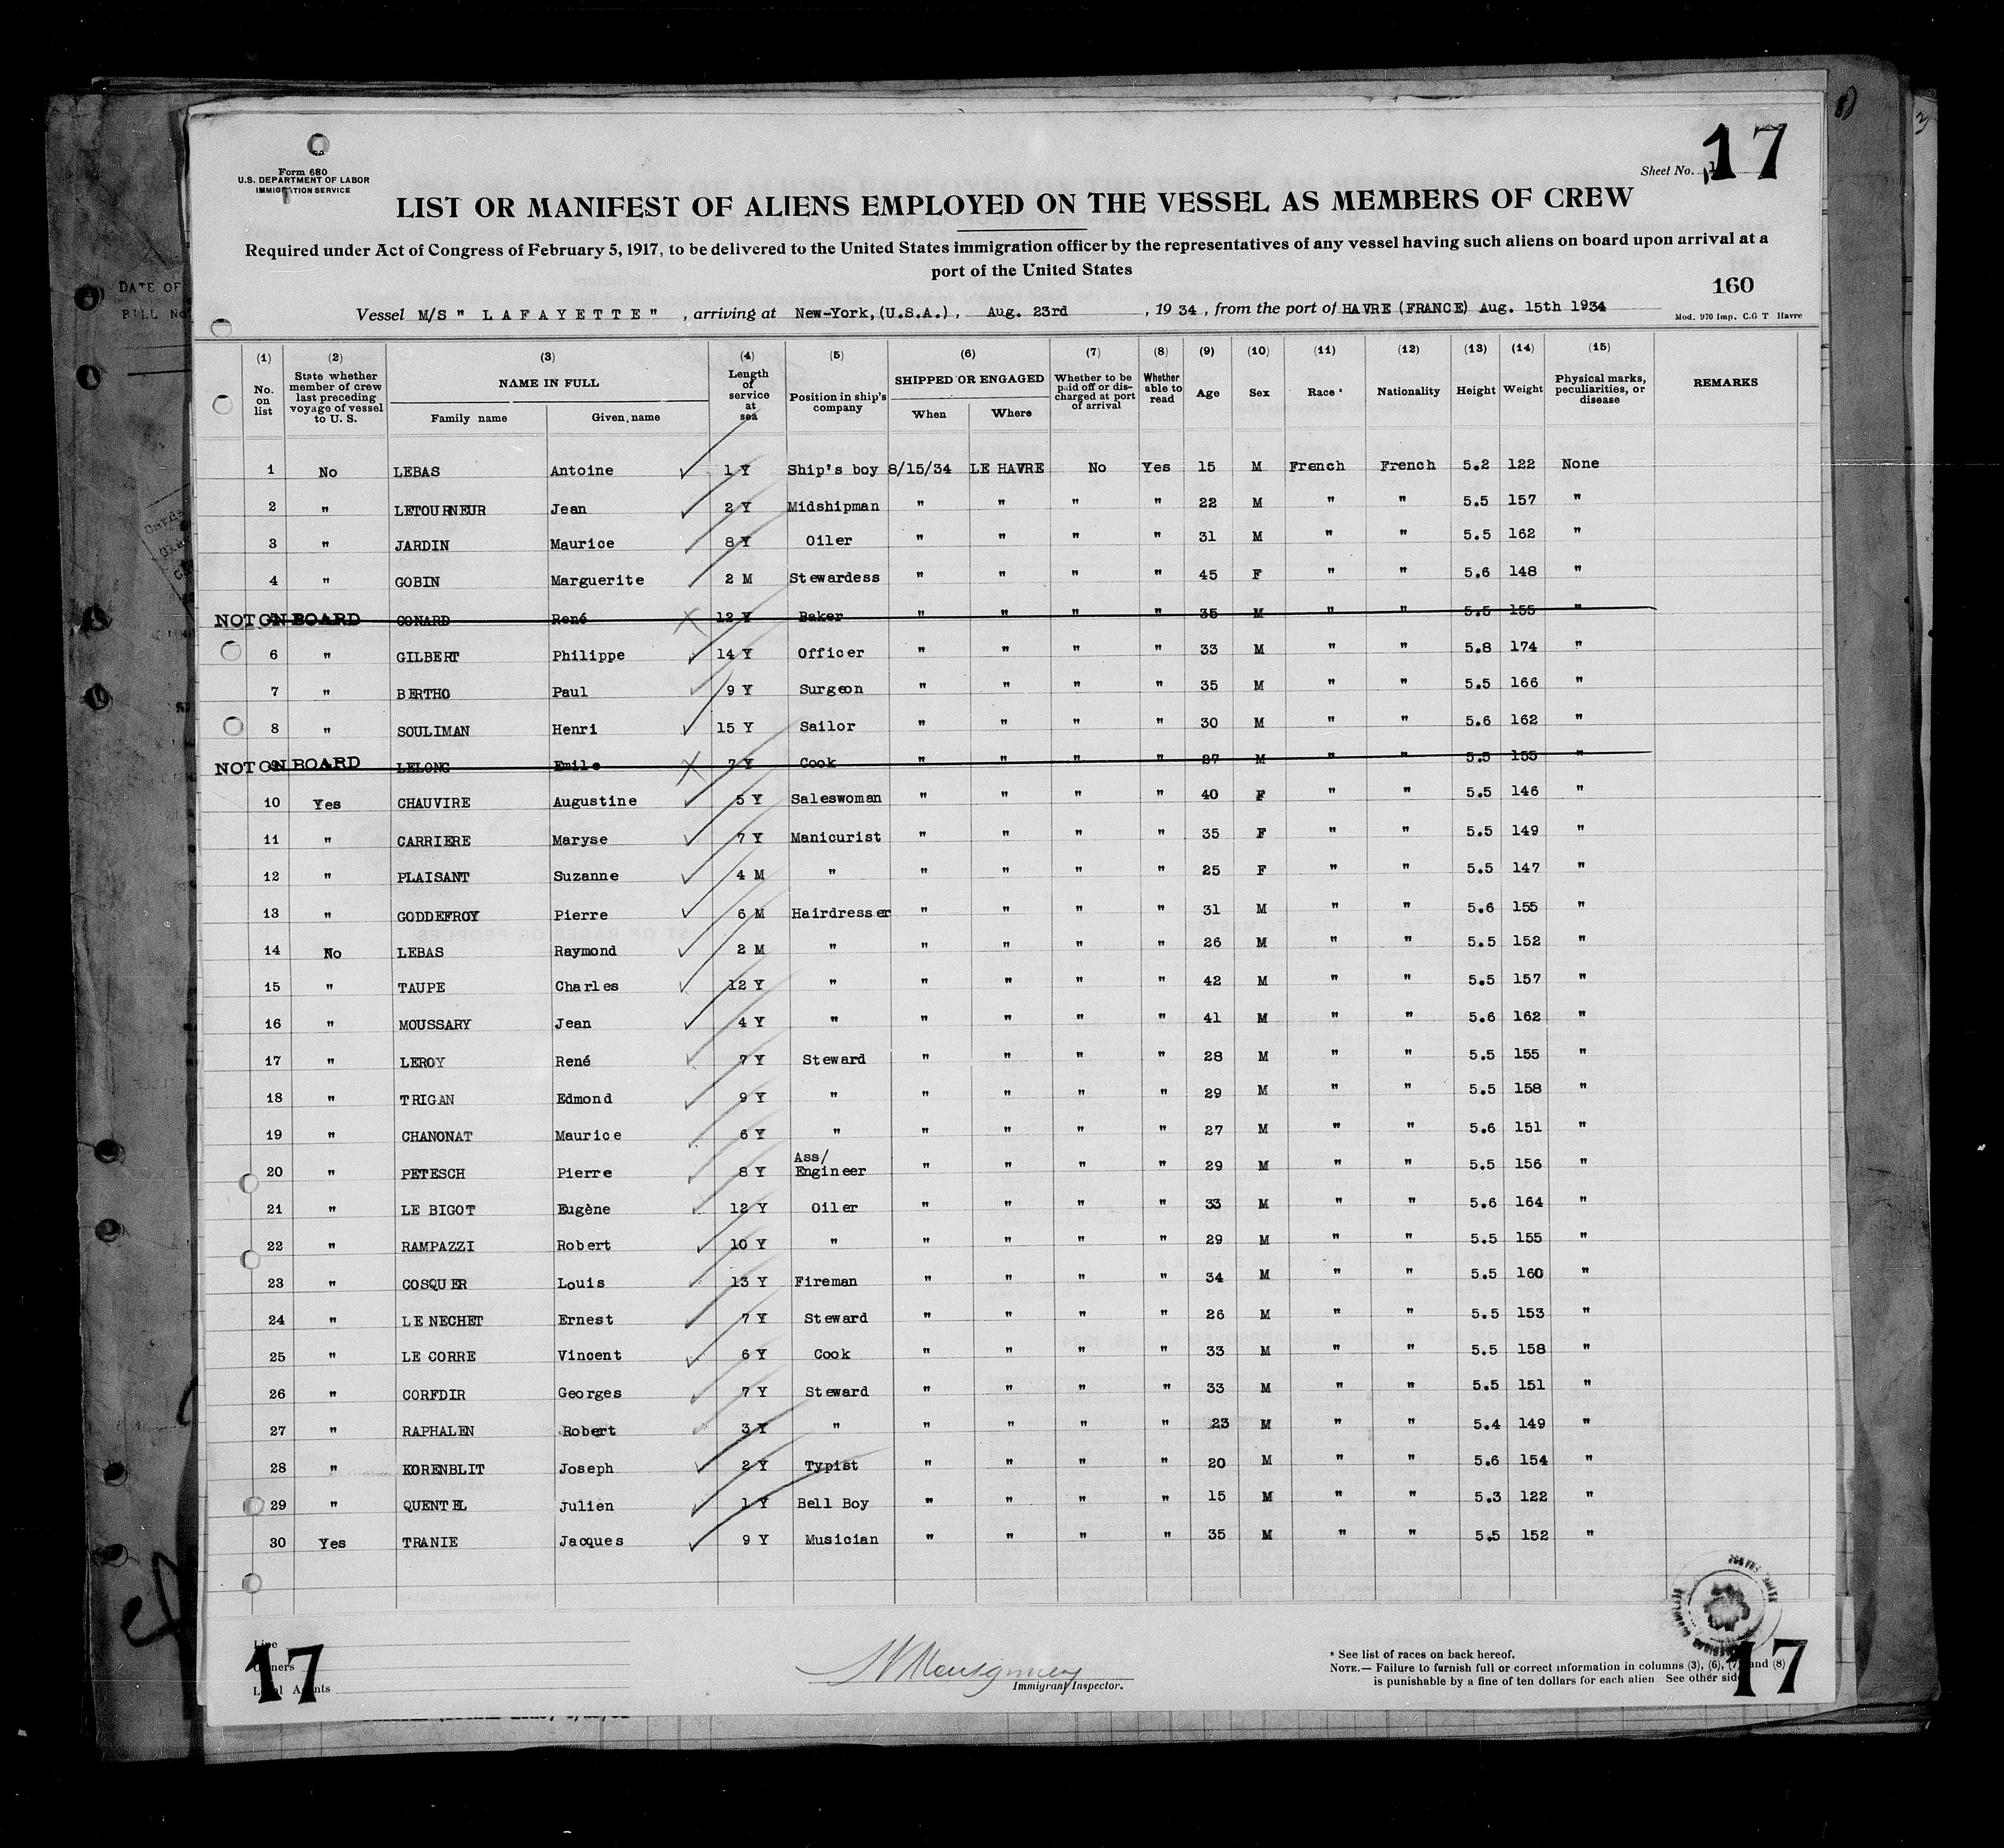 Form 680
U.S. DEPARTMENT OF LABOR
IMMIGRATION SERVICE
Sheet No. 17
LIST OR MANIFEST OF ALIENS EMPLOYED ON THE VESSEL AS MEMBERS OF CREW
Required under Act of Congress of February 5, 1917, to be delivered to the United States immigration officer by the representatives of any vessel having such aliens on board upon arrival at a
port of the United States
160
Vessel M/S " LAFAYETTE " , arriving at New-York,(U.S.A.), Aug. 23rd , 19 34 , from the port of HAVRE (FRANCE) Aug. 15th 1934
Mod. 970 Imp. C.G T Havre
(1) No. on list (2) State whether member of crew last preceding voyage of vessel to U. S. (3) NAME IN FULL Family name Given name (4) Length of service at sea (5) Position in ship's company (6) SHIPPED OR ENGAGED When Where (7) Whether to be paid off or discharged at port of arrival (8) Whether able to read (9) Age (10) Sex (11) Race * (12) Nationality (13) Height (14) Weight (15) Physical marks, peculiarities, or disease REMARKS
1 No LEBAS Antoine 1 Y Ship's boy 8/15/34 LE HAVRE No Yes 15 M French French 5.2 122 None
2 " LETOURNEUR Jean 2 Y Midshipman " " " " 22 M " " 5.5 157 "
3 " JARDIN Maurice 8 Y Oiler " " " " 31 M " " 5.5 162 "
4 " GOBIN Marguerite 2 M Stewardess " " " " 45 F " " 5.6 148 "
NOT ON BOARD CONARD René 12 Y Baker " " " " 35 M " " 5.5 155 "
6 " GILBERT Philippe 14 Y Officer " " " " 33 M " " 5.8 174 "
7 " BERTHO Paul 9 Y Surgeon " " " " 35 M " " 5.5 166 "
8 " SOULIMAN Henri 15 Y Sailor " " " " 30 M " " 5.6 162 "
NOT ON BOARD LELONG Emile 7 Y Cook " " " " 27 M " " 5.5 155 "
10 Yes CHAUVIRE Augustine 5 Y Saleswoman " " " " 40 F " " 5.5 146 "
11 " CARRIERE Maryse 7 Y Manicurist " " " " 35 F " " 5.5 149 "
12 " PLAISANT Suzanne 4 M " " " " " 25 F " " 5.5 147 "
13 " GODDEFROY Pierre 6 M Hairdresser " " " " 31 M " " 5.6 155 "
14 No LEBAS Raymond 2 M " " " " " 26 M " " 5.5 152 "
15 " TAUPE Charles 12 Y " " " " " 42 M " " 5.5 157 "
16 " MOUSSARY Jean 4 Y " " " " " 41 M " " 5.6 162 "
17 " LEROY René 7 Y Steward " " " " 28 M " " 5.5 155 "
18 " TRIGAN Edmond 9 Y " " " " " 29 M " " 5.5 158 "
19 " CHANONAT Maurice 6 Y " " " " " 27 M " " 5.6 151 "
20 " PETESCH Pierre 8 Y Ass/ Engineer " " " " 29 M " " 5.5 156 "
21 " LE BIGOT Eugène 12 Y Oiler " " " " 33 M " " 5.6 164 "
22 " RAMPAZZI Robert 10 Y " " " " " 29 M " " 5.5 155 "
23 " COSQUER Louis 13 Y Fireman " " " " 34 M " " 5.5 160 "
24 " LE NECHET Ernest 7 Y Steward " " " " 26 M " " 5.5 153 "
25 " LE CORRE Vincent 6 Y Cook " " " " 33 M " " 5.5 158 "
26 " CORFDIR Georges 7 Y Steward " " " " 33 M " " 5.5 151 "
27 " RAPHALEN Robert 3 Y " " " " " 23 M " " 5.4 149 "
28 " KORENBLIT Joseph 2 Y Typist " " " " 20 M " " 5.6 154 "
29 " QUENTEL Julien 1 Y Bell Boy " " " " 15 M " " 5.3 122 "
30 Yes TRANIE Jacques 9 Y Musician " " " " 35 M " " 5.5 152 "
Line
Owners
Local Agents
17
Montgomery
Immigrant Inspector.
* See list of races on back hereof.
NOTE.— Failure to furnish full or correct information in columns (3), (6), (7) and (8)
is punishable by a fine of ten dollars for each alien See other side
17
DATE OF
BILL No